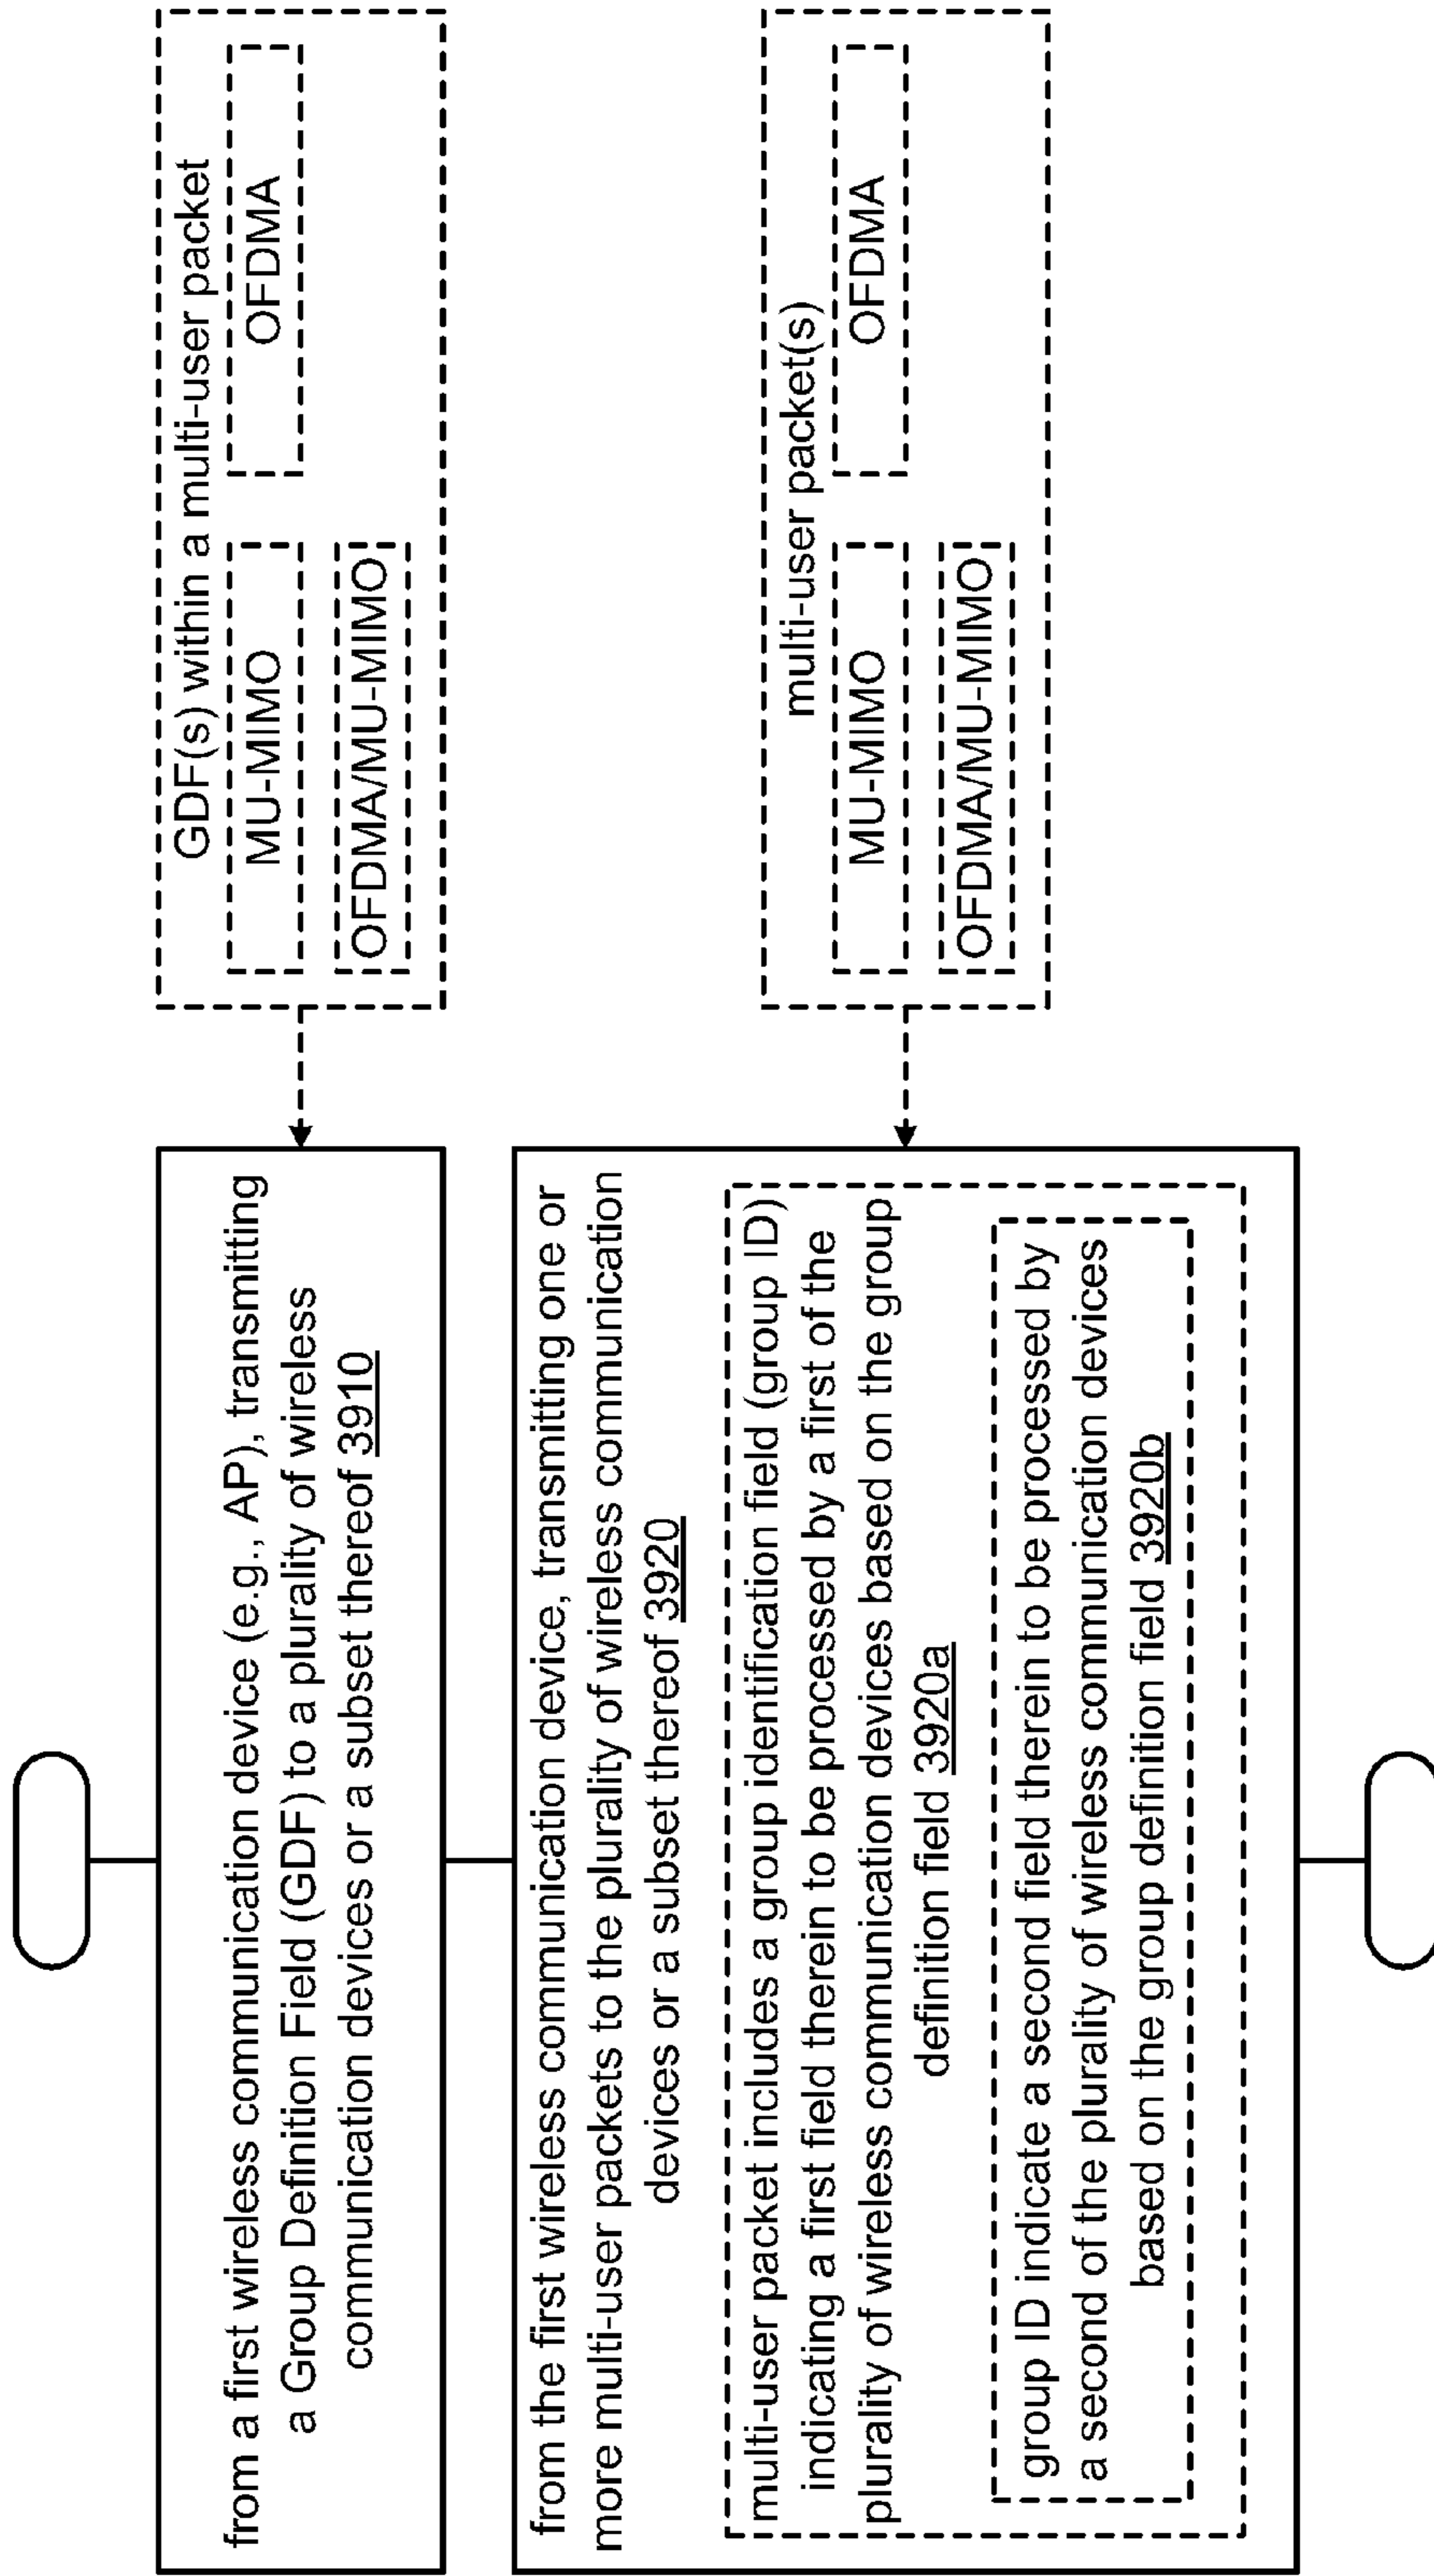 from a first wireless communication device (e.g., AP), transmitting
a Group Definition Field (GDF) to a plurality of wireless
communication devices or a subset thereof 3910
GDF(s) within a multi-user packet
MU-MIMO
OFDMA
OFDMA/MU-MIMO
from the first wireless communication device, transmitting one or
more multi-user packets to the plurality of wireless communication
devices or a subset thereof 3920
multi-user packet includes a group identification field (group ID)
indicating a first field therein to be processed by a first of the
plurality of wireless communication devices based on the group
definition field 3920a
group ID indicate a second field therein to be processed by
a second of the plurality of wireless communication devices
based on the group definition field 3920b
multi-user packet(s)
MU-MIMO
OFDMA
OFDMA/MU-MIMO